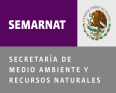 SEMARNAT
SECRETARÍA DE
MEDIO AMBIENTE Y
RECURSOS NATURALES